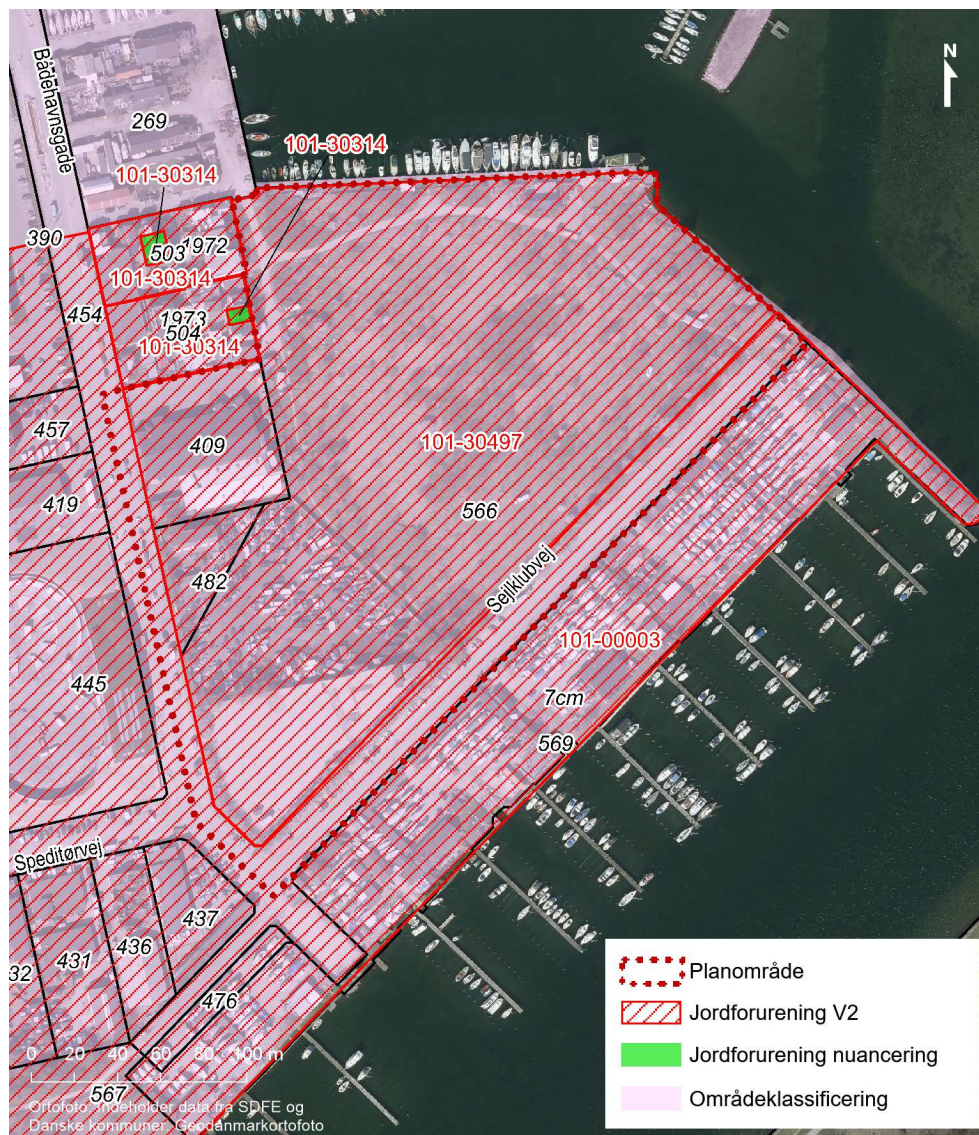 N
Bådehavnsgade
269
101-30314
101-30314
390
503
1972
101-30314
454
1973
504
101-30314
457
409
101-30497
419
566
482
Sejlklubvej
101-00003
445
7cm
569
Speditørvej
437
436
431
32
476
567
0 20 40 60 80 100 m
Ortofoto: Indeholder data fra SDFE og
Danske kommuner, Geodanmarkortofoto
Planområde
Jordforurening V2
Jordforurening nuancering
Områdeklassificering